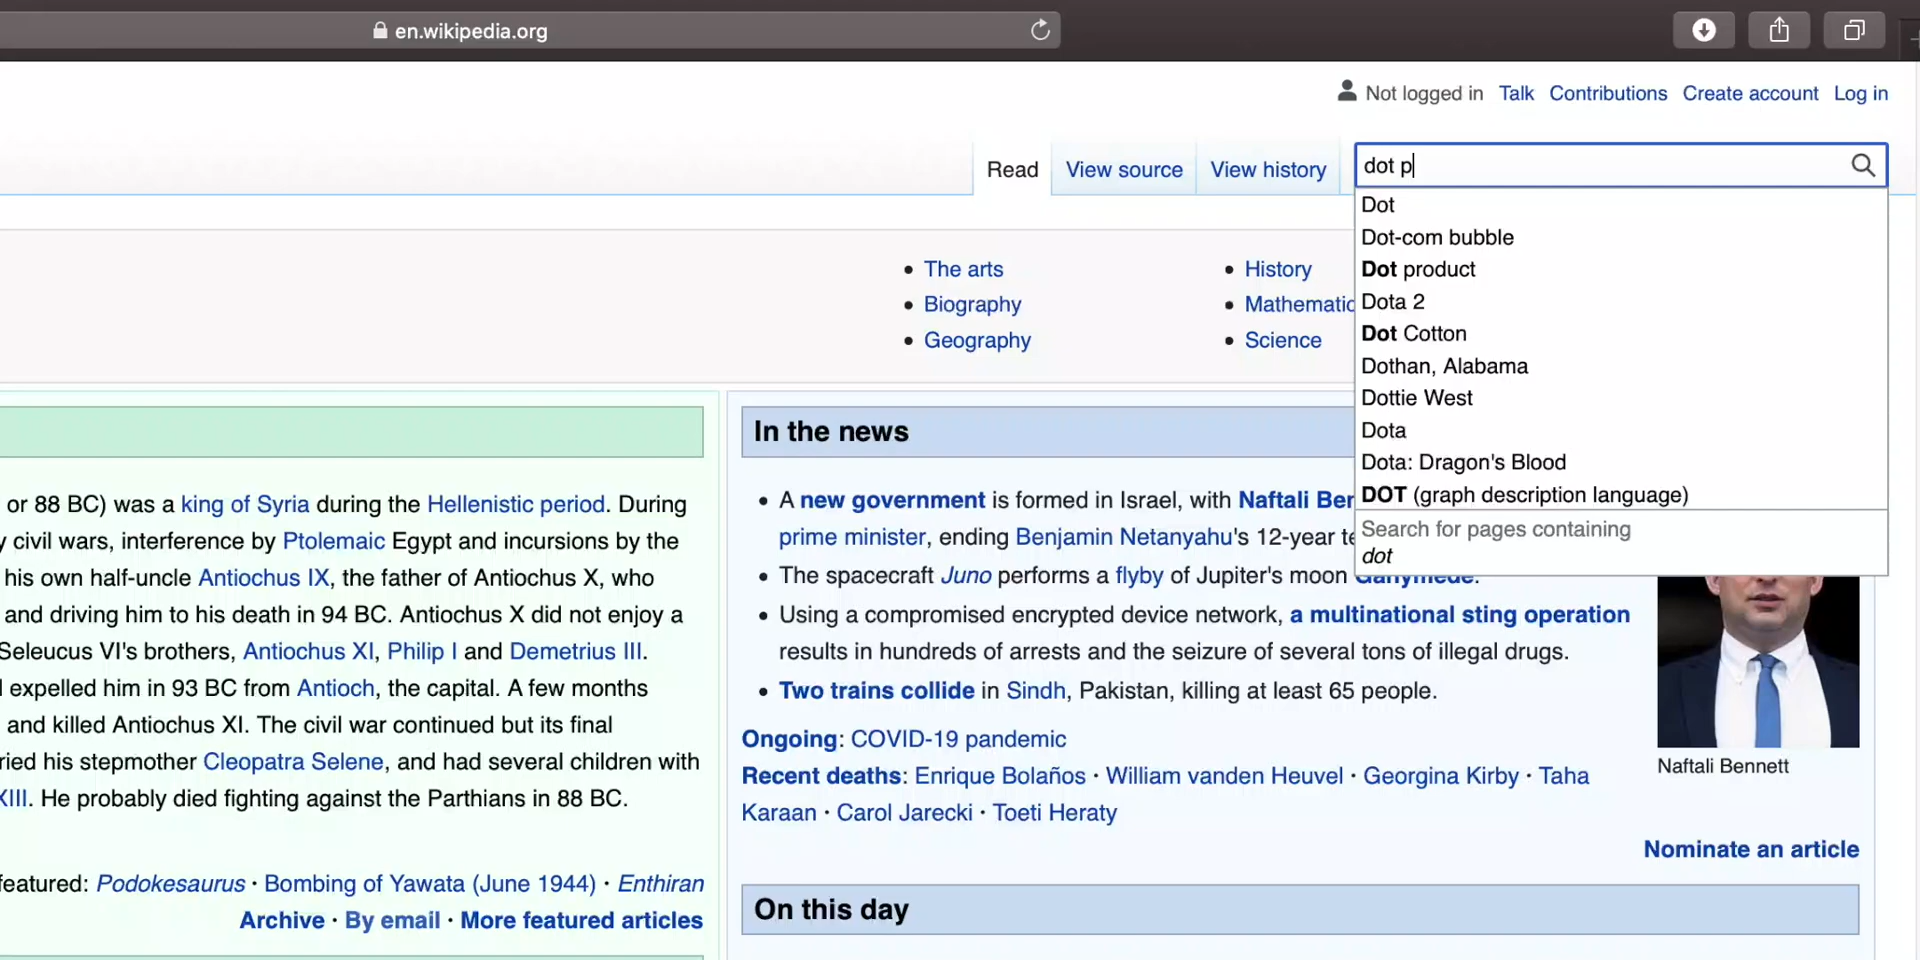 en.wikipedia.org
Not logged in Talk Contributions Create account Log in
Read View source View history
dot p
Dot
Dot-com bubble
Dot product
Dota 2
Dot Cotton
Dothan, Alabama
Dottie West
Dota
Dota: Dragon's Blood
DOT (graph description language)
Search for pages containing
dot
The arts
Biography
Geography
History
Mathematic
Science
or 88 BC) was a king of Syria during the Hellenistic period. During
civil wars, interference by Ptolemaic Egypt and incursions by the
his own half-uncle Antiochus IX, the father of Antiochus X, who
and driving him to his death in 94 BC. Antiochus X did not enjoy a
Seleucus VI's brothers, Antiochus XI, Philip I and Demetrius III.
expelled him in 93 BC from Antioch, the capital. A few months
and killed Antiochus XI. The civil war continued but its final
ried his stepmother Cleopatra Selene, and had several children with
XIII. He probably died fighting against the Parthians in 88 BC.
featured: Podokesaurus · Bombing of Yawata (June 1944) · Enthiran
Archive · By email · More featured articles
In the news
A new government is formed in Israel, with Naftali Ber
prime minister, ending Benjamin Netanyahu's 12-year te
The spacecraft Juno performs a flyby of Jupiter's moon Ganymede.
Using a compromised encrypted device network, a multinational sting operation
results in hundreds of arrests and the seizure of several tons of illegal drugs.
Two trains collide in Sindh, Pakistan, killing at least 65 people.
Naftali Bennett
Ongoing: COVID-19 pandemic
Recent deaths: Enrique Bolaños · William vanden Heuvel · Georgina Kirby · Taha
Karaan · Carol Jarecki · Toeti Heraty
Nominate an article
On this day